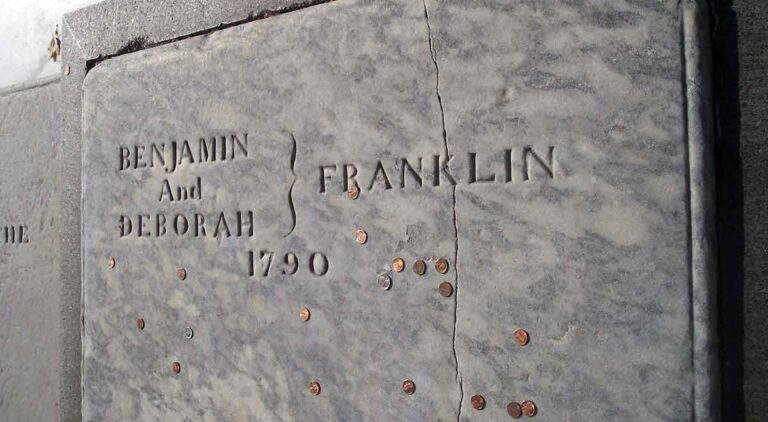 BENJAMIN
And
DEBORAH
FRANKLIN
1790